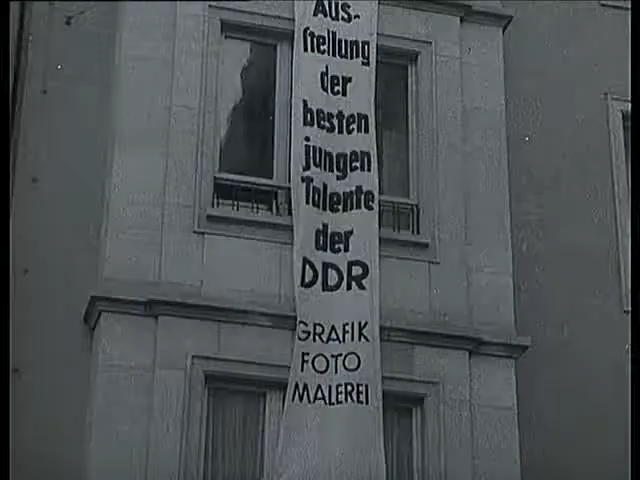 Aus-
stellung
der
besten
jungen
Talente
der
DDR
GRAFIK
FOTO
MALEREI